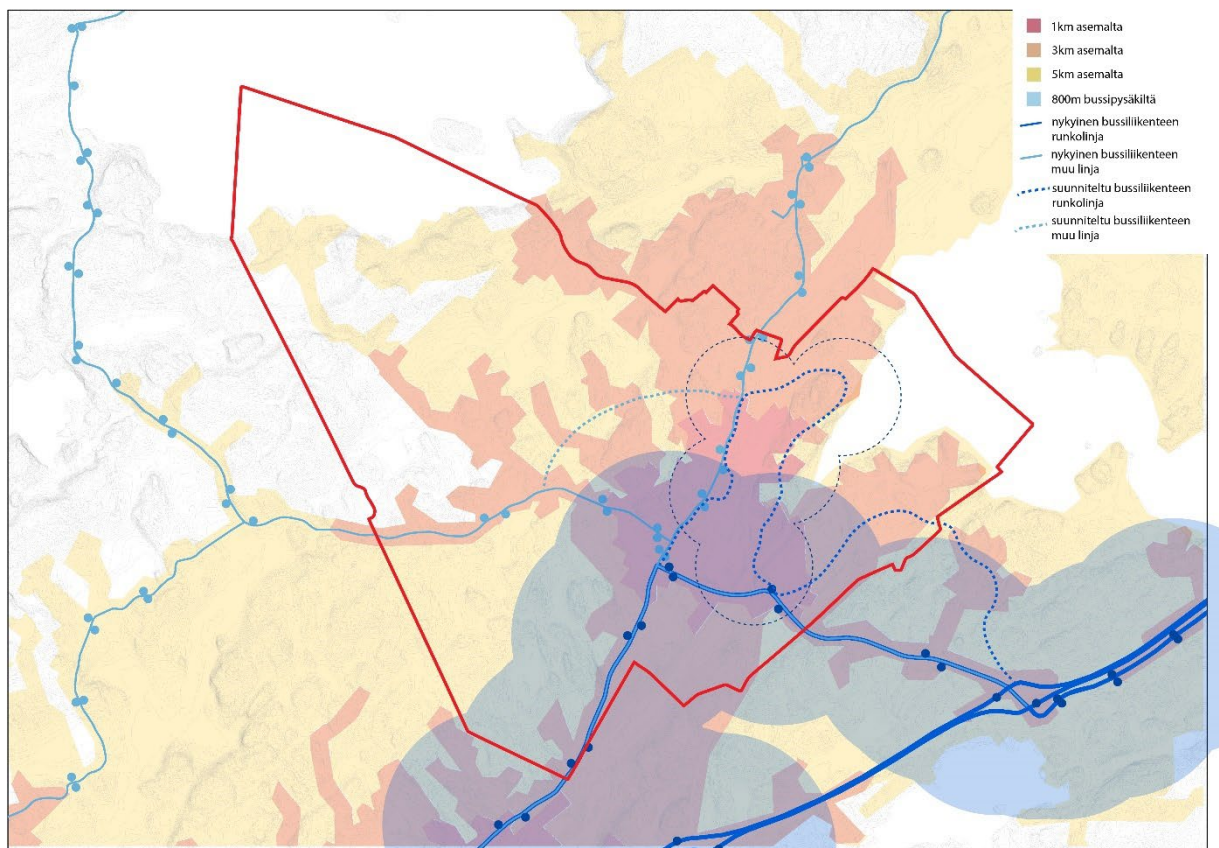 1km asemalta
3km asemalta
5km asemalta
800m bussipysäkiltä
nykyinen bussiliikenteen
runkolinja
nykyinen bussiliikenteen
muu linja
suunniteltu bussiliikenteen
runkolinja
suunniteltu bussiliikenteen
muu linja